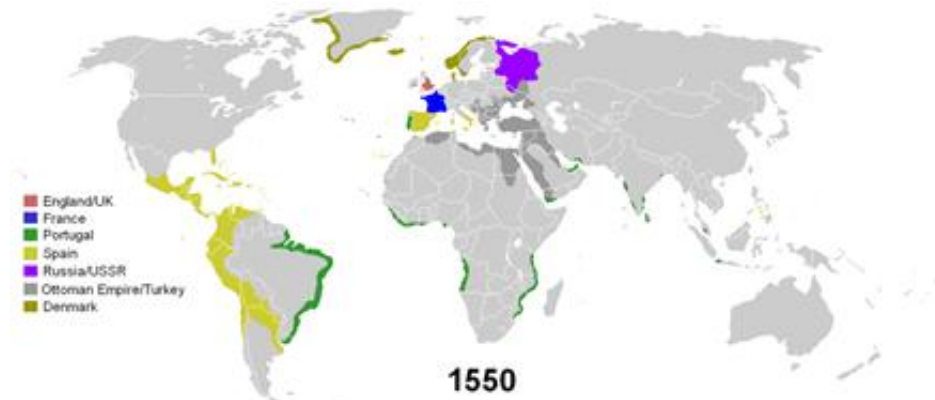 England/UK
France
Portugal
Spain
Russia/USSR
Ottoman Empire/Turkey
Denmark
1550